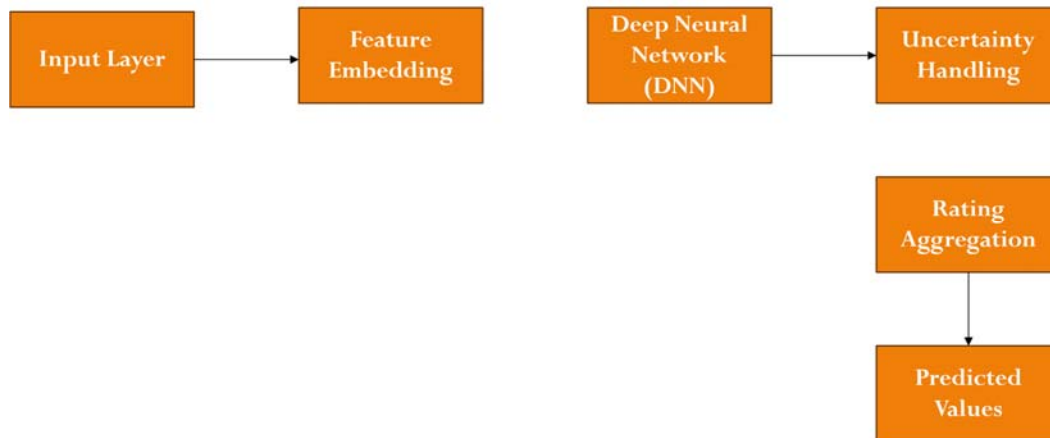 Input Layer
Feature
Embedding
Deep Neural
Network
(DNN)
Uncertainty
Handling
Rating
Aggregation
Predicted
Values